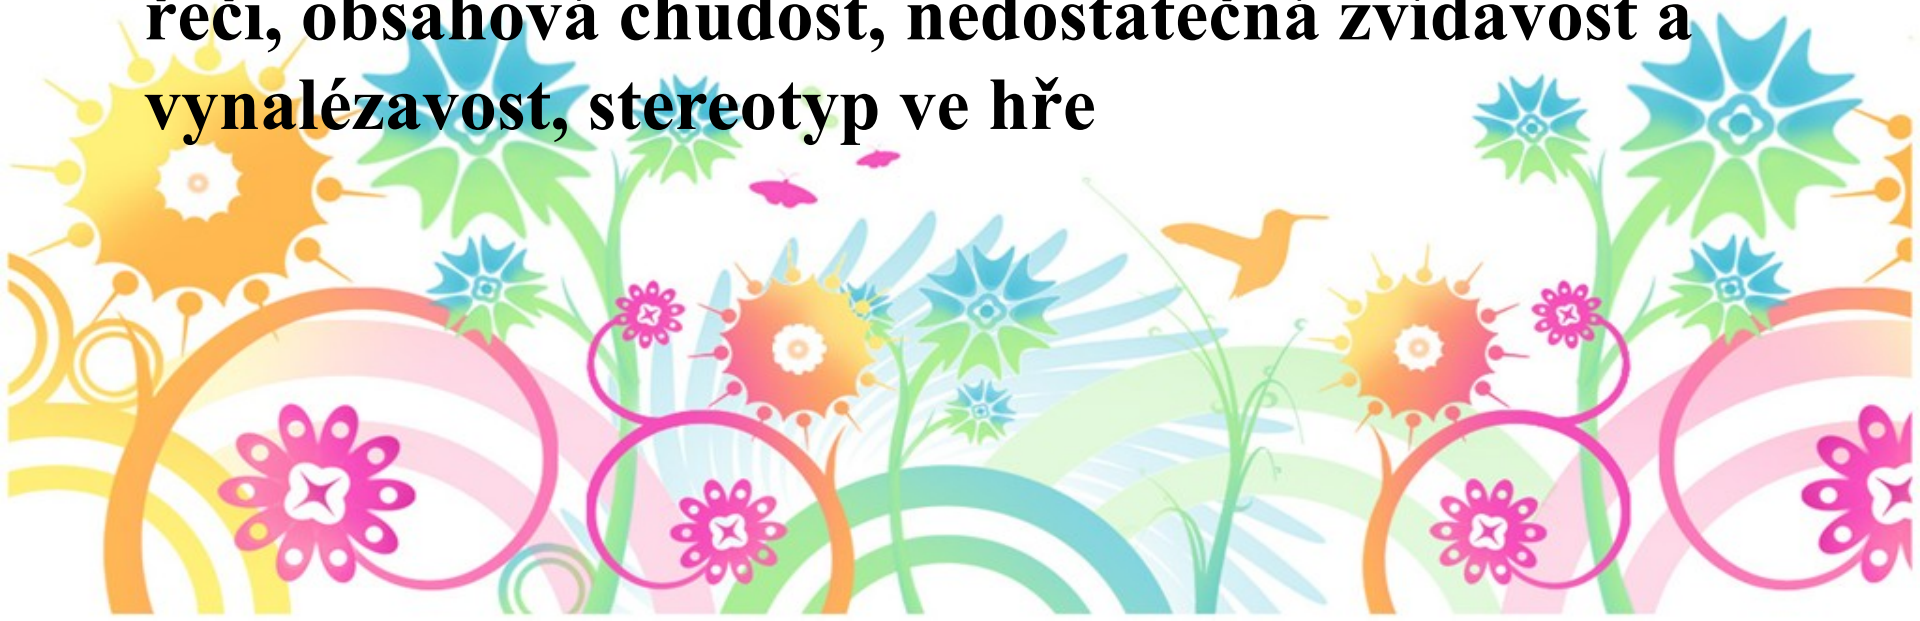 řeči, obsahová chudost, nedostatečná zvídavost a
vynalézavost, stereotyp ve hře